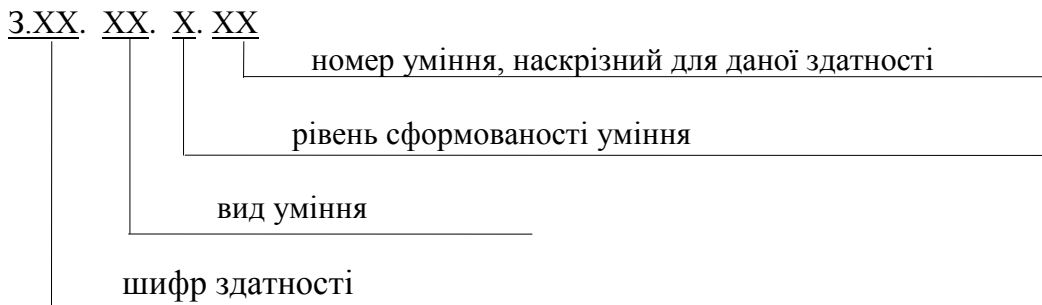 З.ХХ. ХХ. Х. ХХ
номер уміння, наскрізний для даної здатності
рівень сформованості уміння
вид уміння
шифр здатності